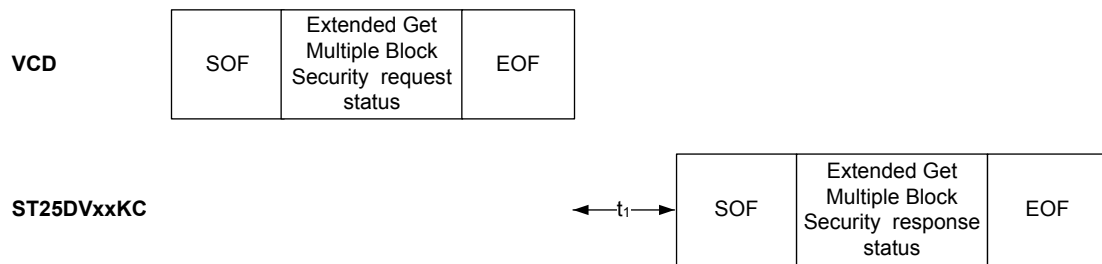 VCD
SOF
Extended Get
Multiple Block
Security request
status
EOF
ST25DVxxKC
t1
SOF
Extended Get
Multiple Block
Security response
status
EOF